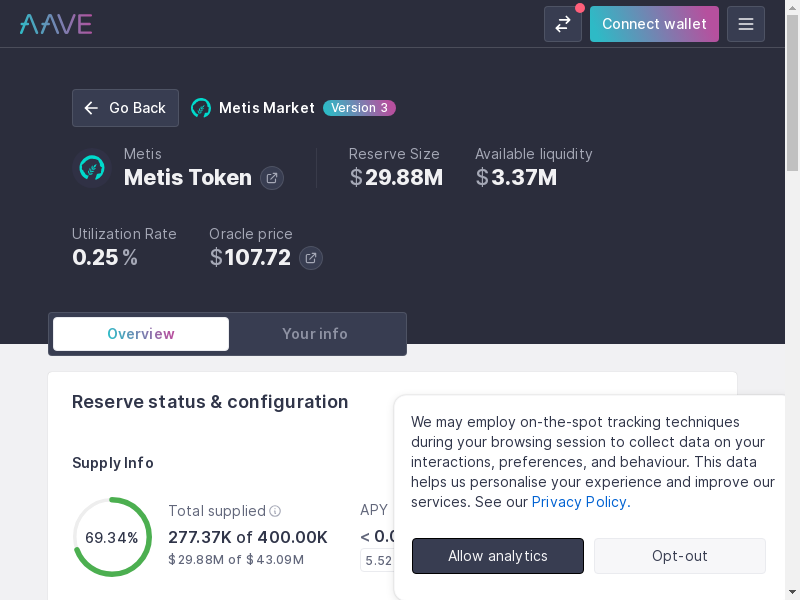 AAVE
Connect wallet
Go Back
Metis Market
Version 3
Metis
Metis Token
Reserve Size
$29.88M
Available liquidity
$3.37M
Utilization Rate
0.25 %
Oracle price
$107.72
Overview
Your info
Reserve status & configuration
Supply Info
69.34%
Total supplied
277.37K of 400.00K
$29.88M of $43.09M
APY
< 0.0
5.52
We may employ on-the-spot tracking techniques
during your browsing session to collect data on your
interactions, preferences, and behaviour. This data
helps us personalise your experience and improve our
services. See our Privacy Policy.
Allow analytics
Opt-out